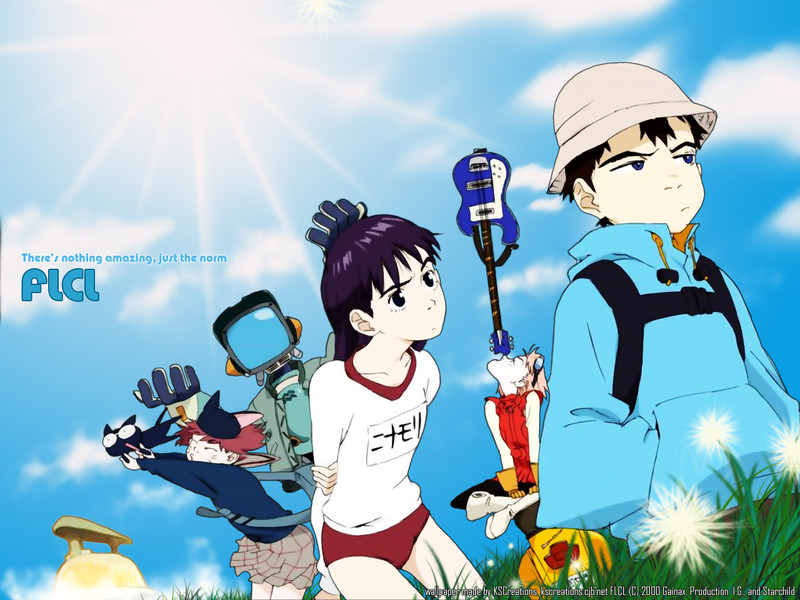 There's nothing amazing, just the norm
FLCL
ニナモリ
wallpaper made by KSCreations. kscreations.cjb.net FLCL (C) 2000 Gainax. Production I.G. and Starchild